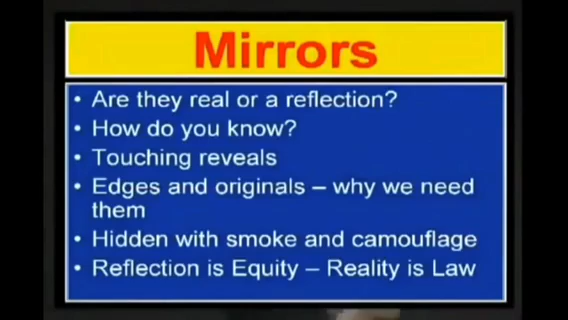 Mirrors
• Are they real or a reflection?
• How do you know?
• Touching reveals
• Edges and originals – why we need
them
• Hidden with smoke and camouflage
• Reflection is Equity – Reality is Law